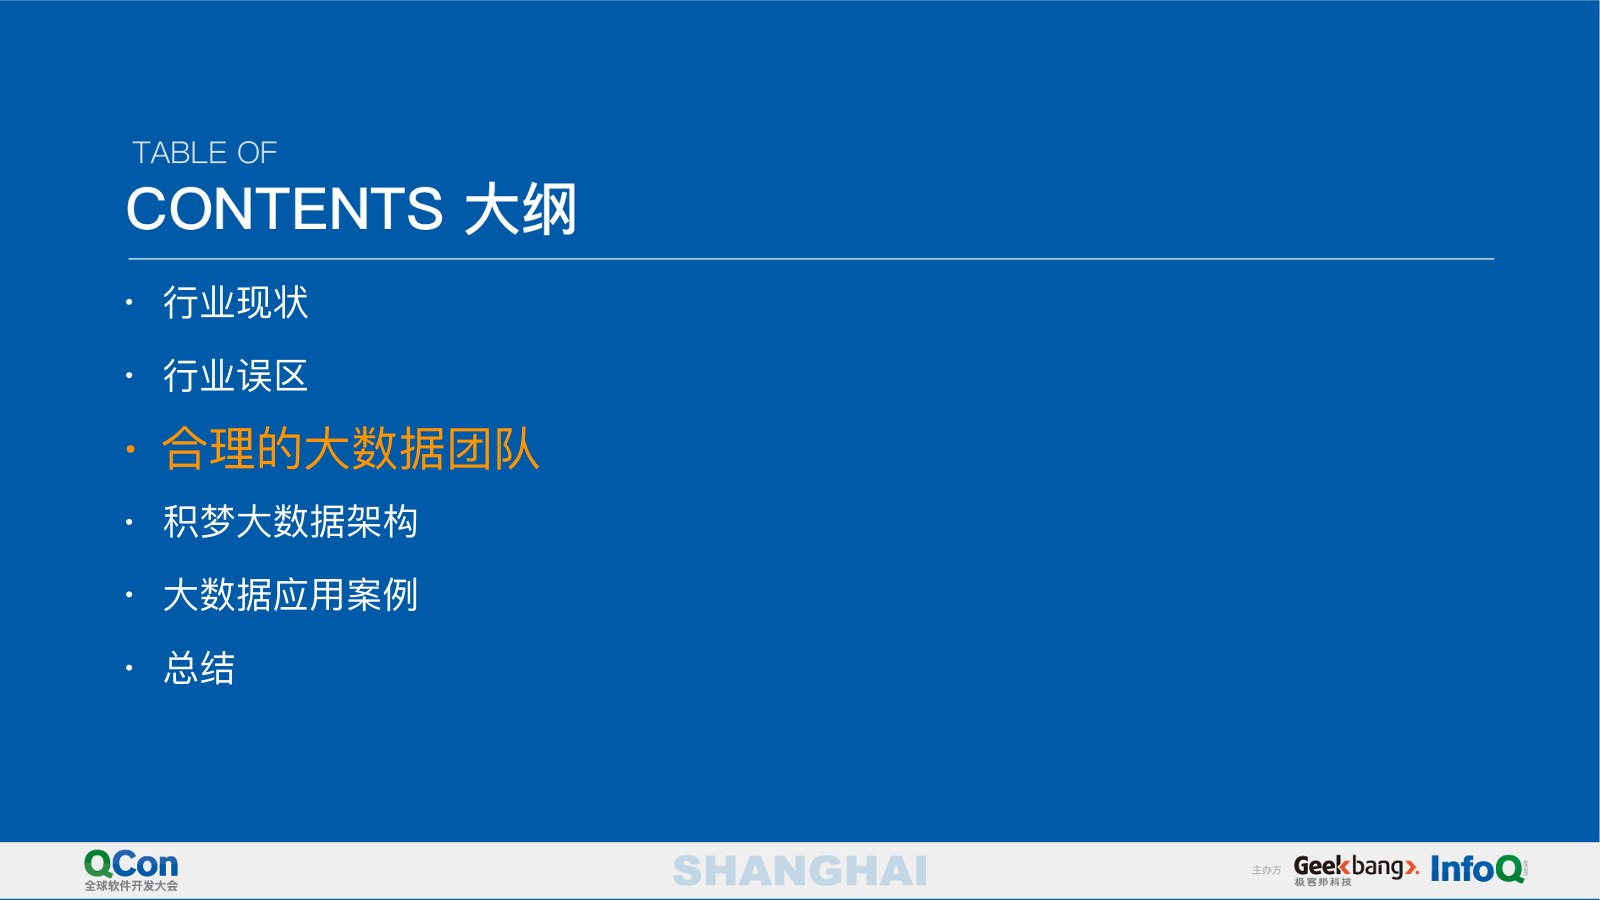 TABLE OF
CONTENTS 大纲
• 行业现状
• 行业误区
• 合理的大数据团队
• 积梦大数据架构
• 大数据应用案例
• 总结
QCon
全球软件开发大会
SHANGHAI
主办方
Geekbang>.
极客邦科技
InfoQ